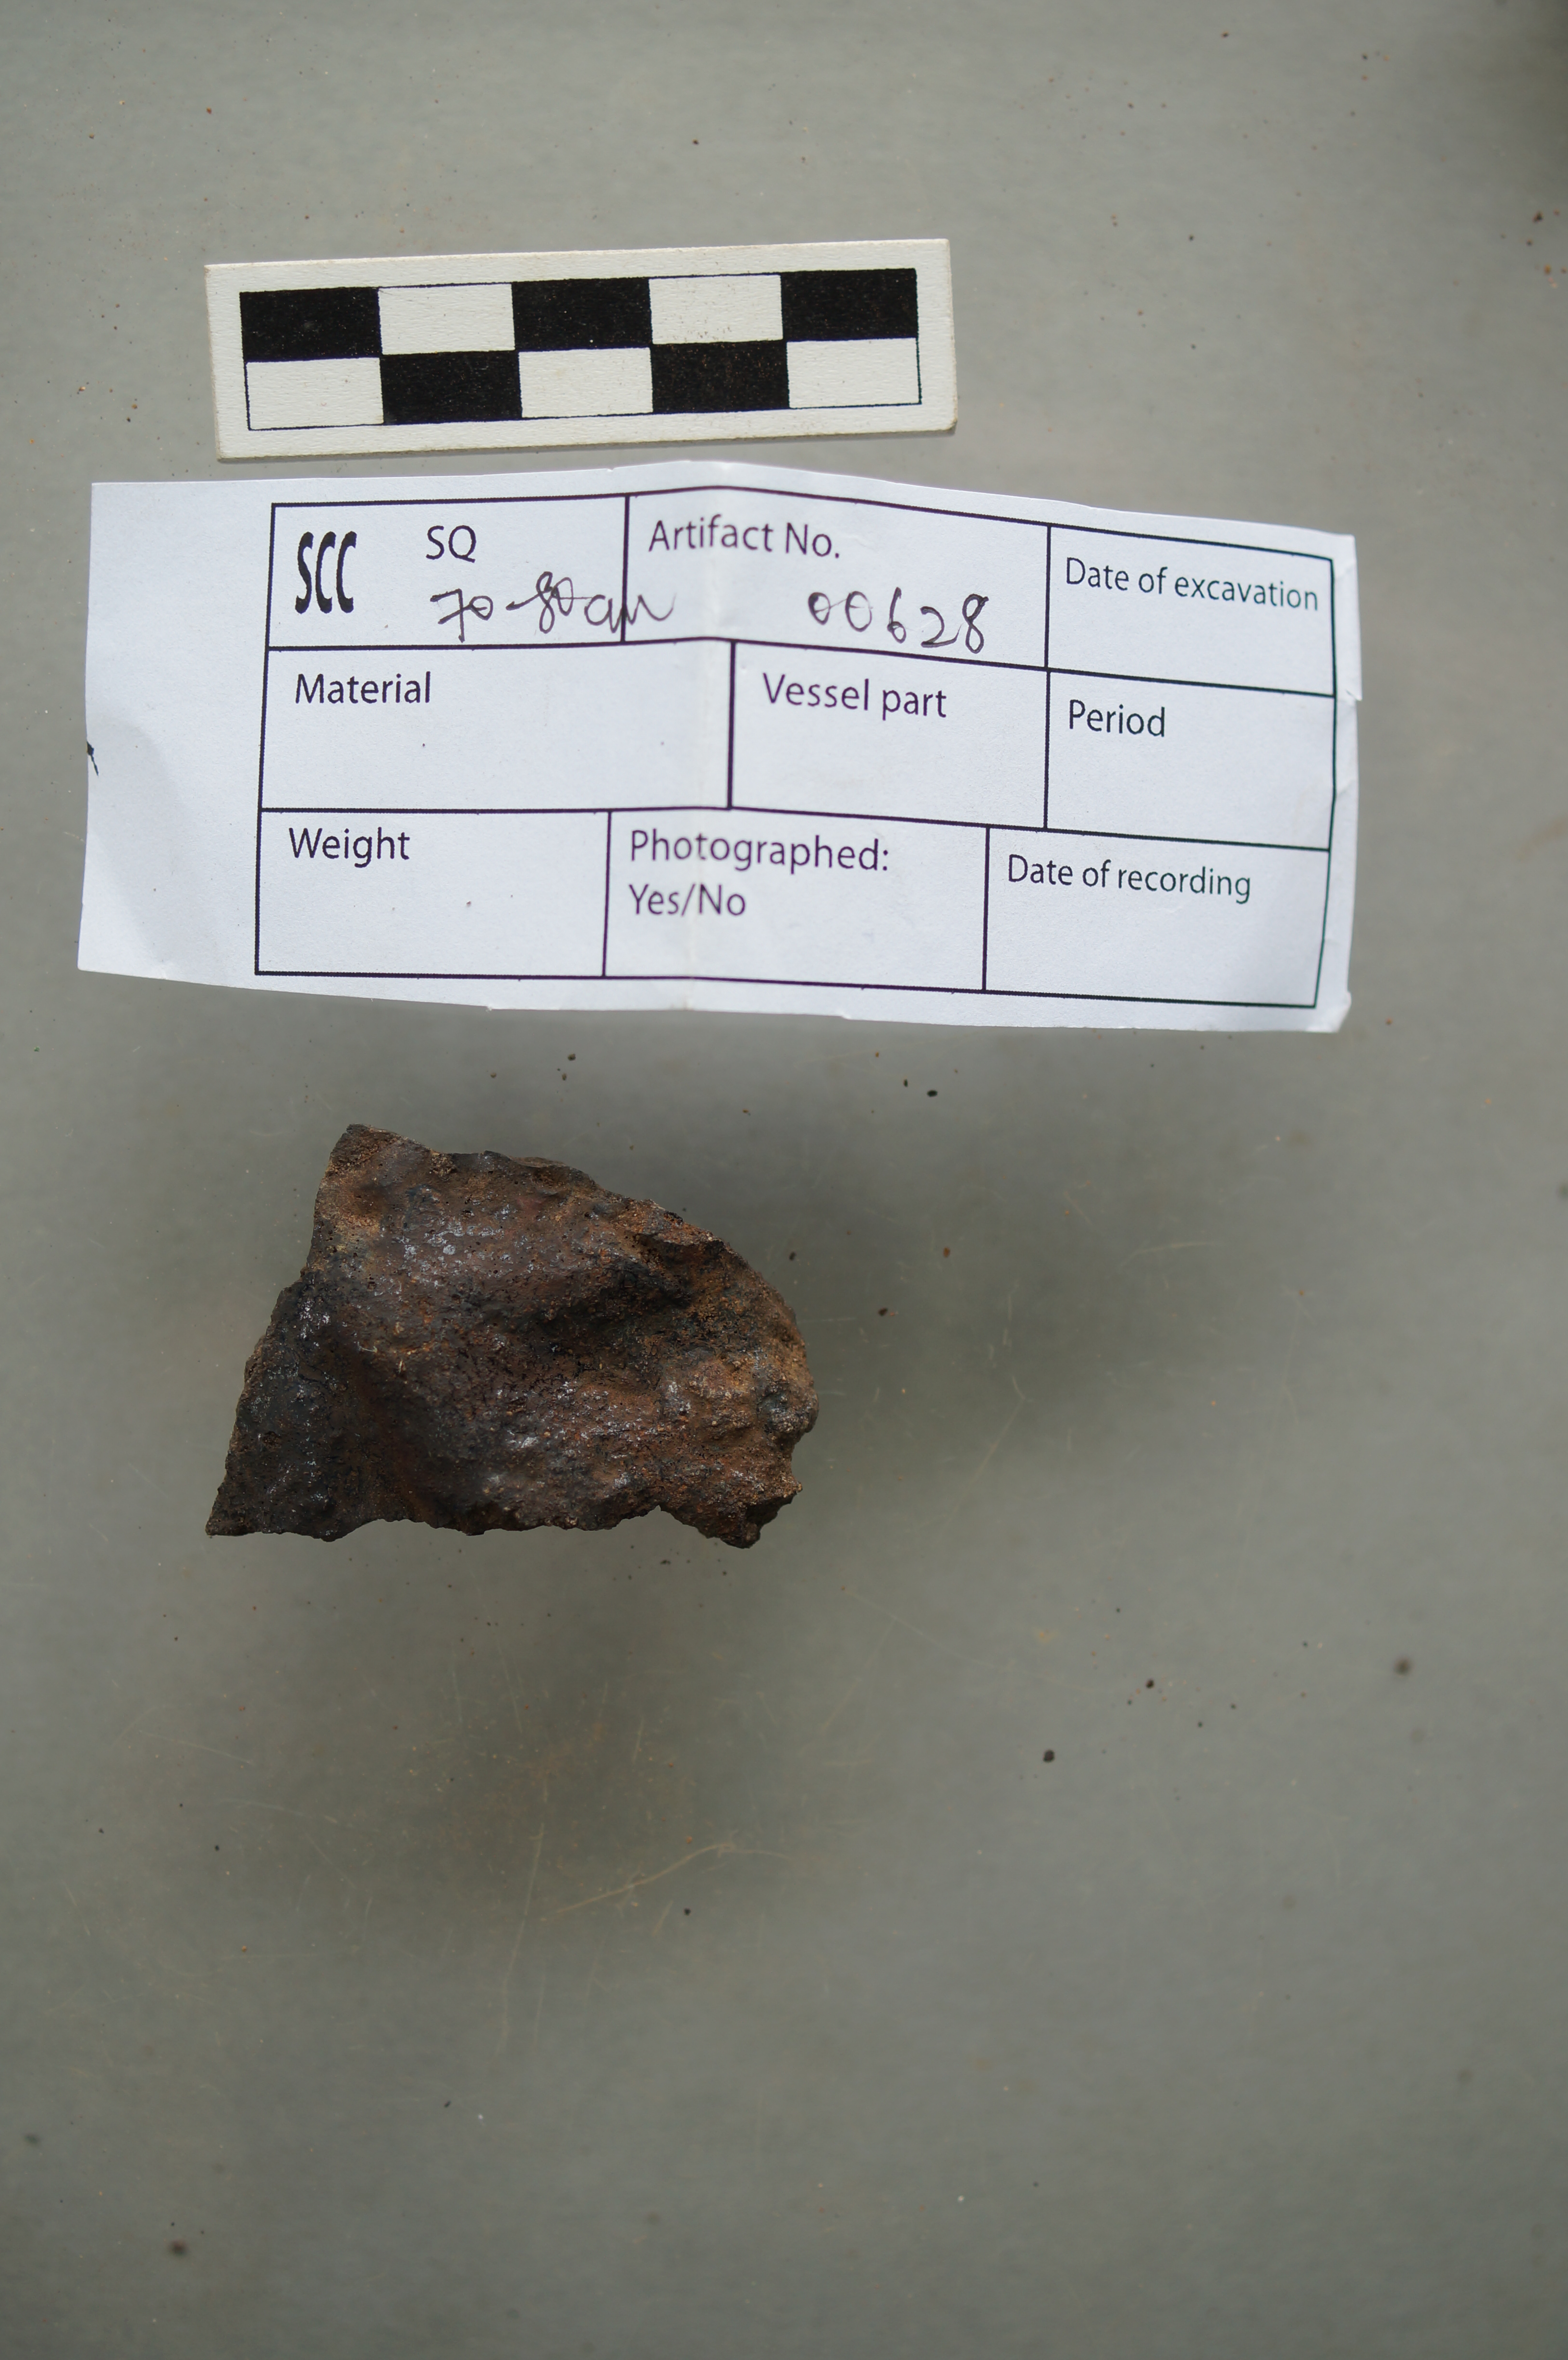 SCC SQ
70-80cm
Artifact No.
00628
Date of excavation
Material
Vessel part
Period
Weight
Photographed:
Yes/No
Date of recording